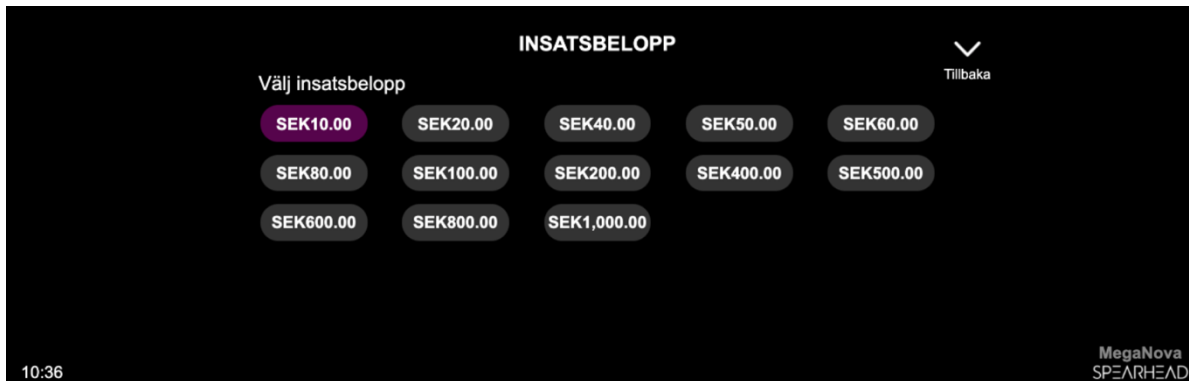 INSATSBELOPP
Tillbaka
Välj insatsbelopp
SEK10.00 SEK20.00 SEK40.00 SEK50.00 SEK60.00
SEK80.00 SEK100.00 SEK200.00 SEK400.00 SEK500.00
SEK600.00 SEK800.00 SEK1,000.00
MegaNova
10:36 SPEARHEAD